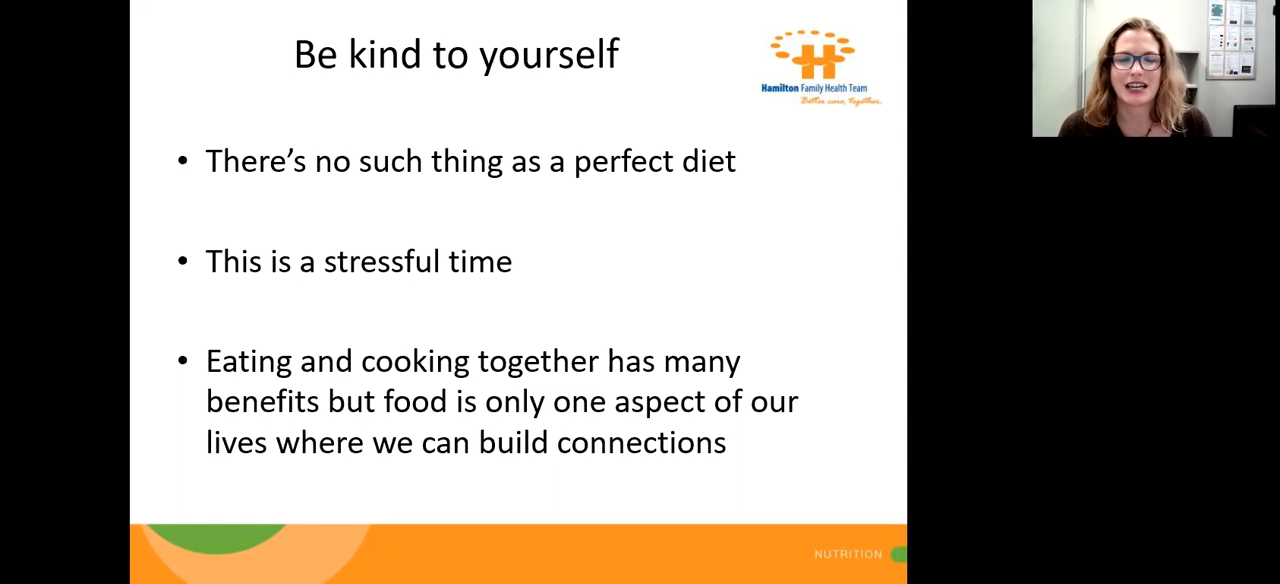 Be kind to yourself
Hamilton Family Health Team
Better care, together.
• There’s no such thing as a perfect diet
• This is a stressful time
• Eating and cooking together has many
benefits but food is only one aspect of our
lives where we can build connections
NUTRITION